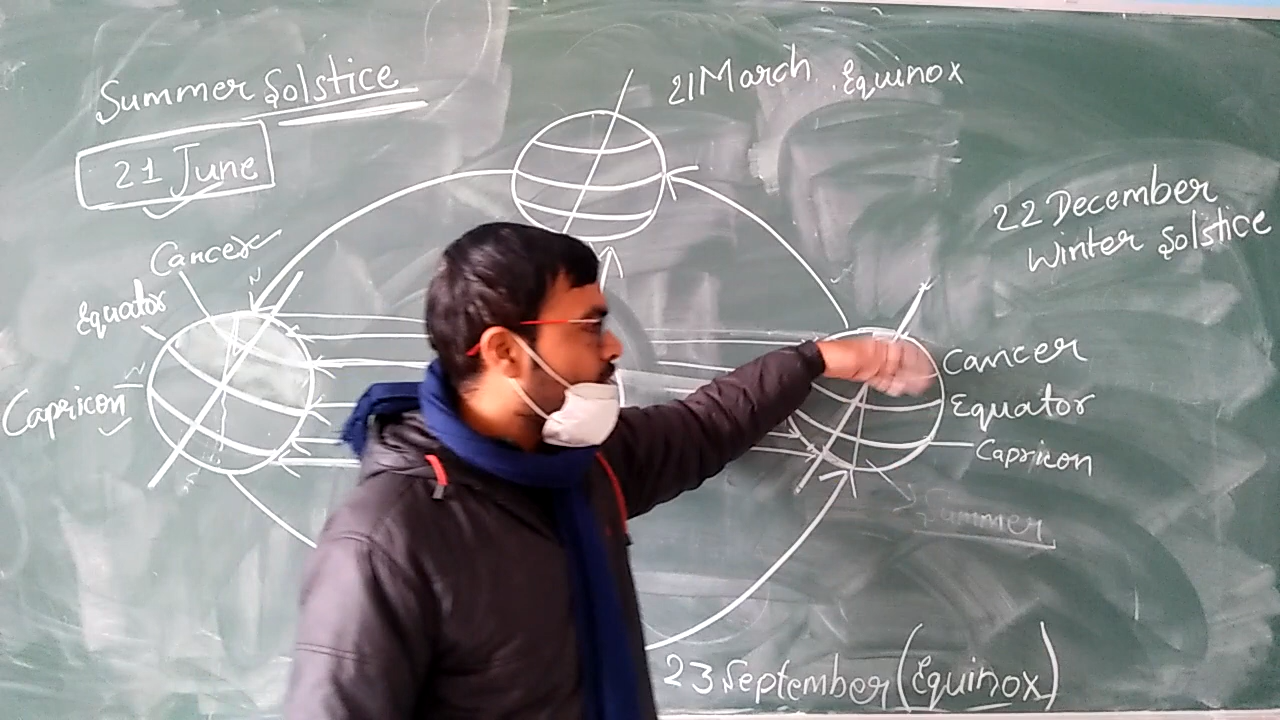 Summer Solstice
21 June
21 March Equinox
22 December
Winter Solstice
Cancer
N
Equator
N
Capricon
Cancer
Equator
Capricon
Summer
23 September (Equinox)